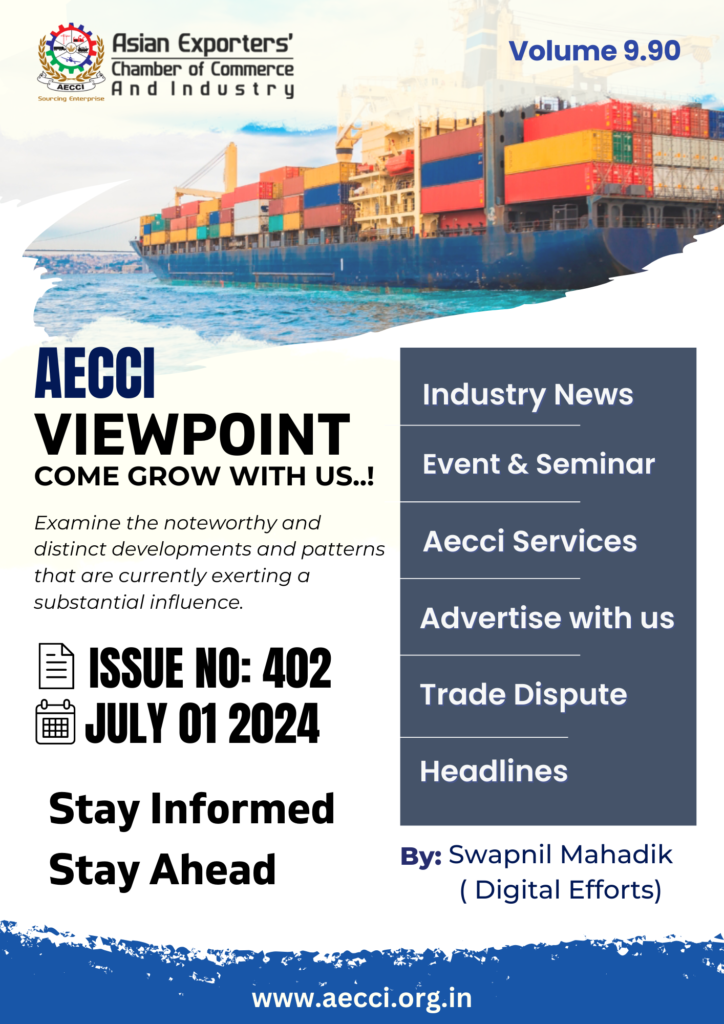 Asian Exporters'
Chamber of Commerce
And Industry
AECCI
Sourcing Enterprise
Volume 9.90
AECCI
VIEWPOINT
COME GROW WITH US..!
Examine the noteworthy and
distinct developments and patterns
that are currently exerting a
substantial influence.
ISSUE NO: 402
JULY 01 2024
Stay Informed
Stay Ahead
Industry News
Event & Seminar
Aecci Services
Advertise with us
Trade Dispute
Headlines
By: Swapnil Mahadik
( Digital Efforts)
www.aecci.org.in